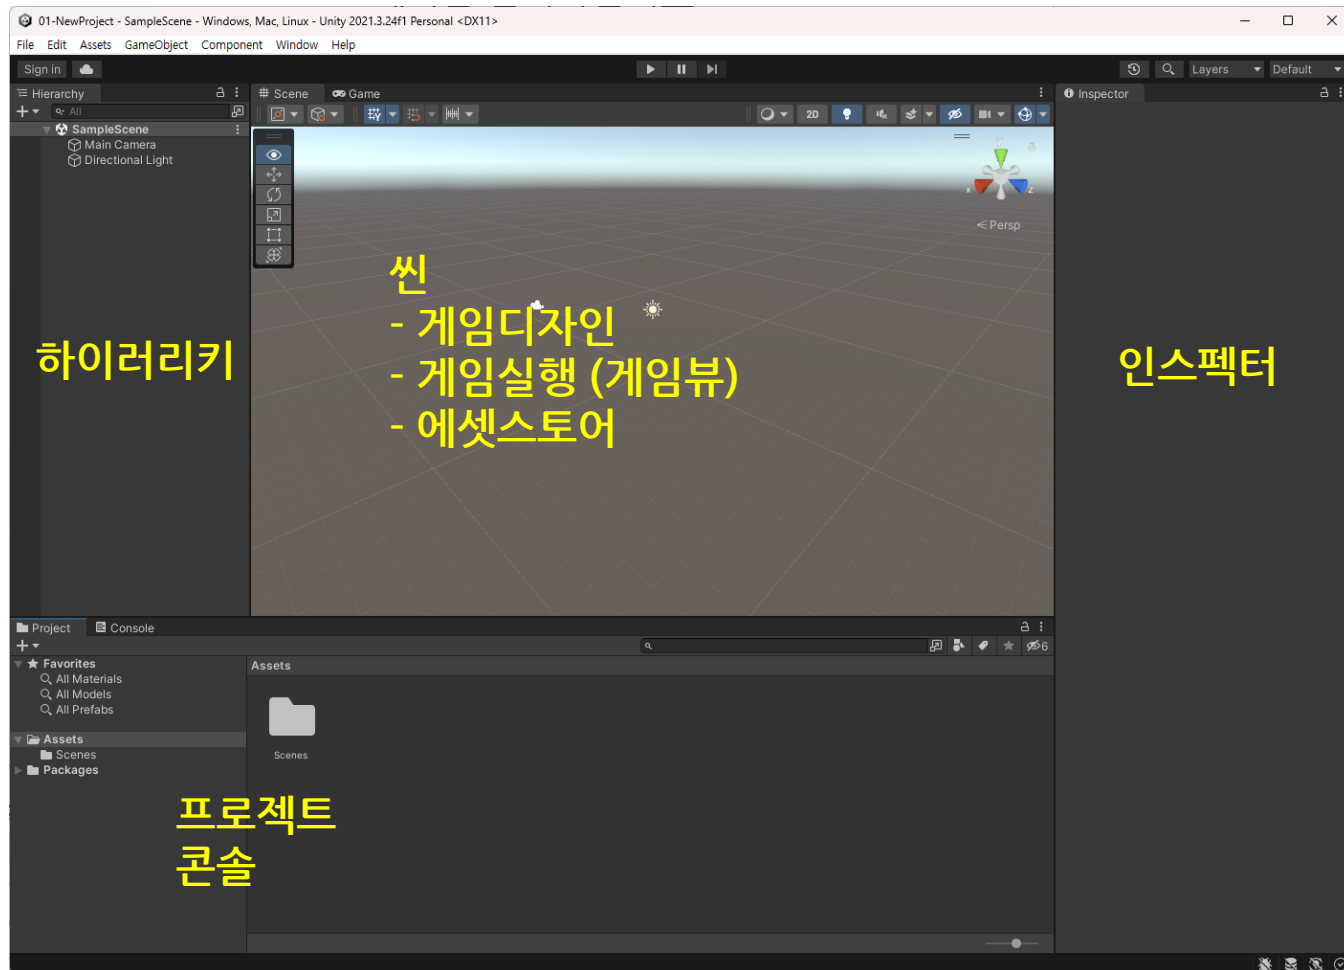 01-NewProject - SampleScene - Windows, Mac, Linux - Unity 2021.3.24f1 Personal <DX11>
File Edit Assets GameObject Component Window Help
Sign in
Layers
Default
Hierarchy
All
SampleScene
Main Camera
Directional Light
하이러리키
Scene
Game
2D
y
x
z
Persp
씬
- 게임디자인
- 게임실행 (게임뷰)
- 에셋스토어
Inspector
인스펙터
Project
Console
6
Favorites
All Materials
All Models
All Prefabs
Assets
Scenes
Packages
Assets
Scenes
프로젝트
콘솔